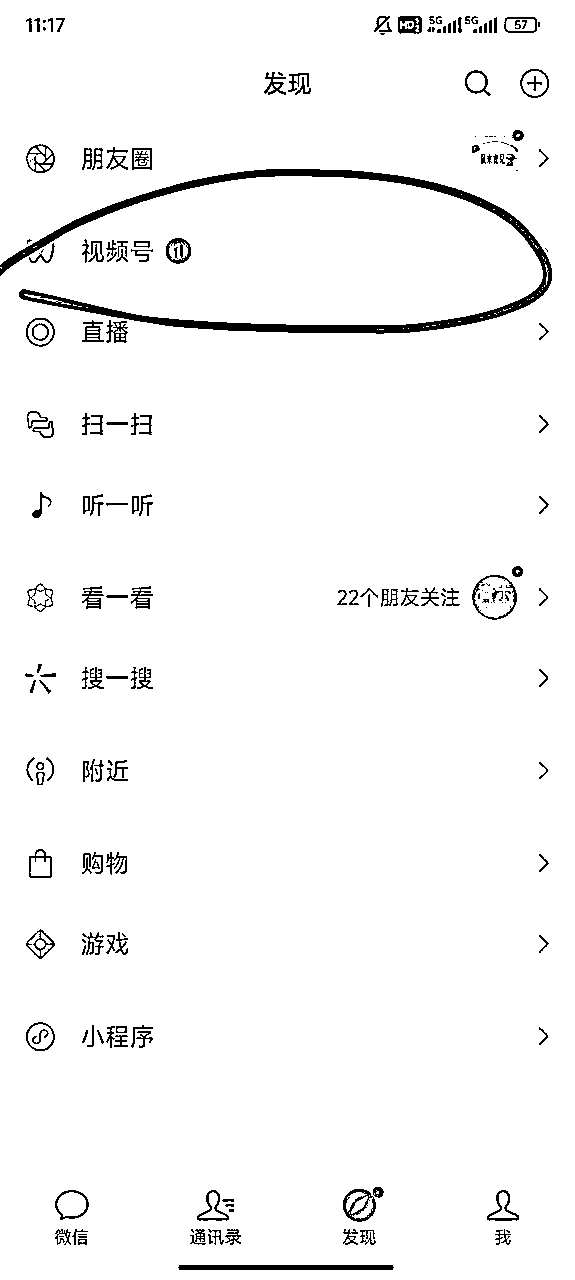 11:17
HD 5G 5G 57
发现
朋友圈
视频号 1
直播
扫一扫
听一听
看一看 22个朋友关注
搜一搜
附近
购物
游戏
小程序
微信 通讯录 发现 我